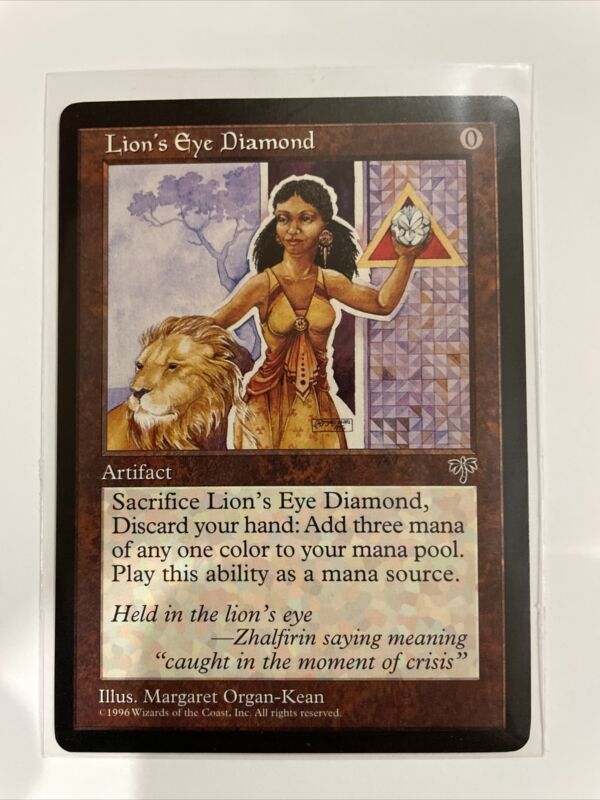 Lion's Eye Diamond 0
Artifact
Sacrifice Lion's Eye Diamond,
Discard your hand: Add three mana
of any one color to your mana pool.
Play this ability as a mana source.
Held in the lion's eye
—Zhalfirin saying meaning
“caught in the moment of crisis”
Illus. Margaret Organ-Kean
©1996 Wizards of the Coast, Inc. All rights reserved.